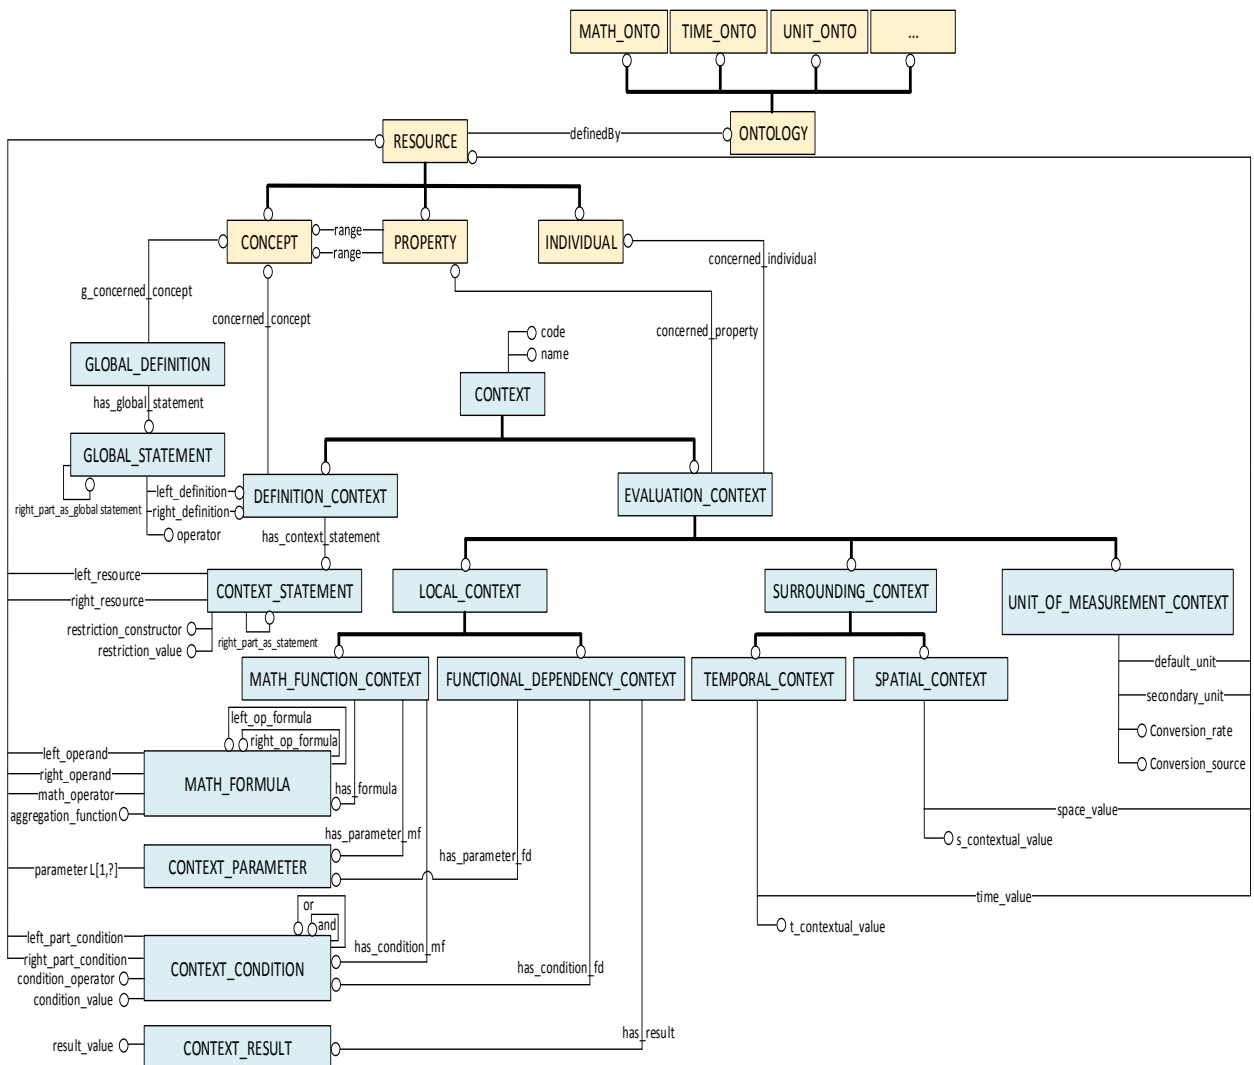 MATH_ONTO
TIME_ONTO
UNIT_ONTO
...
RESOURCE
definedBy
ONTOLOGY
CONCEPT
range
range
PROPERTY
INDIVIDUAL
concerned_individual
g_concerned_concept
concerned_concept
concerned_property
code
name
GLOBAL_DEFINITION
CONTEXT
has_global_statement
GLOBAL_STATEMENT
left_definition
right_definition
right_part_as_global statement
operator
DEFINITION_CONTEXT
EVALUATION_CONTEXT
has_context_statement
left_resource
right_resource
CONTEXT_STATEMENT
restriction_constructor
restriction_value
right_part_as_statement
LOCAL_CONTEXT
SURROUNDING_CONTEXT
UNIT_OF_MEASUREMENT_CONTEXT
MATH_FUNCTION_CONTEXT
FUNCTIONAL_DEPENDENCY_CONTEXT
TEMPORAL_CONTEXT
SPATIAL_CONTEXT
default_unit
secondary_unit
Conversion_rate
Conversion_source
left_op_formula
right_op_formula
left_operand
right_operand
math_operator
aggregation_function
MATH_FORMULA
has_formula
has_parameter_mf
has_parameter_fd
space_value
s_contextual_value
parameter L[1,?]
CONTEXT_PARAMETER
time_value
t_contextual_value
or
and
left_part_condition
right_part_condition
condition_operator
condition_value
CONTEXT_CONDITION
has_condition_mf
has_condition_fd
has_result
result_value
CONTEXT_RESULT